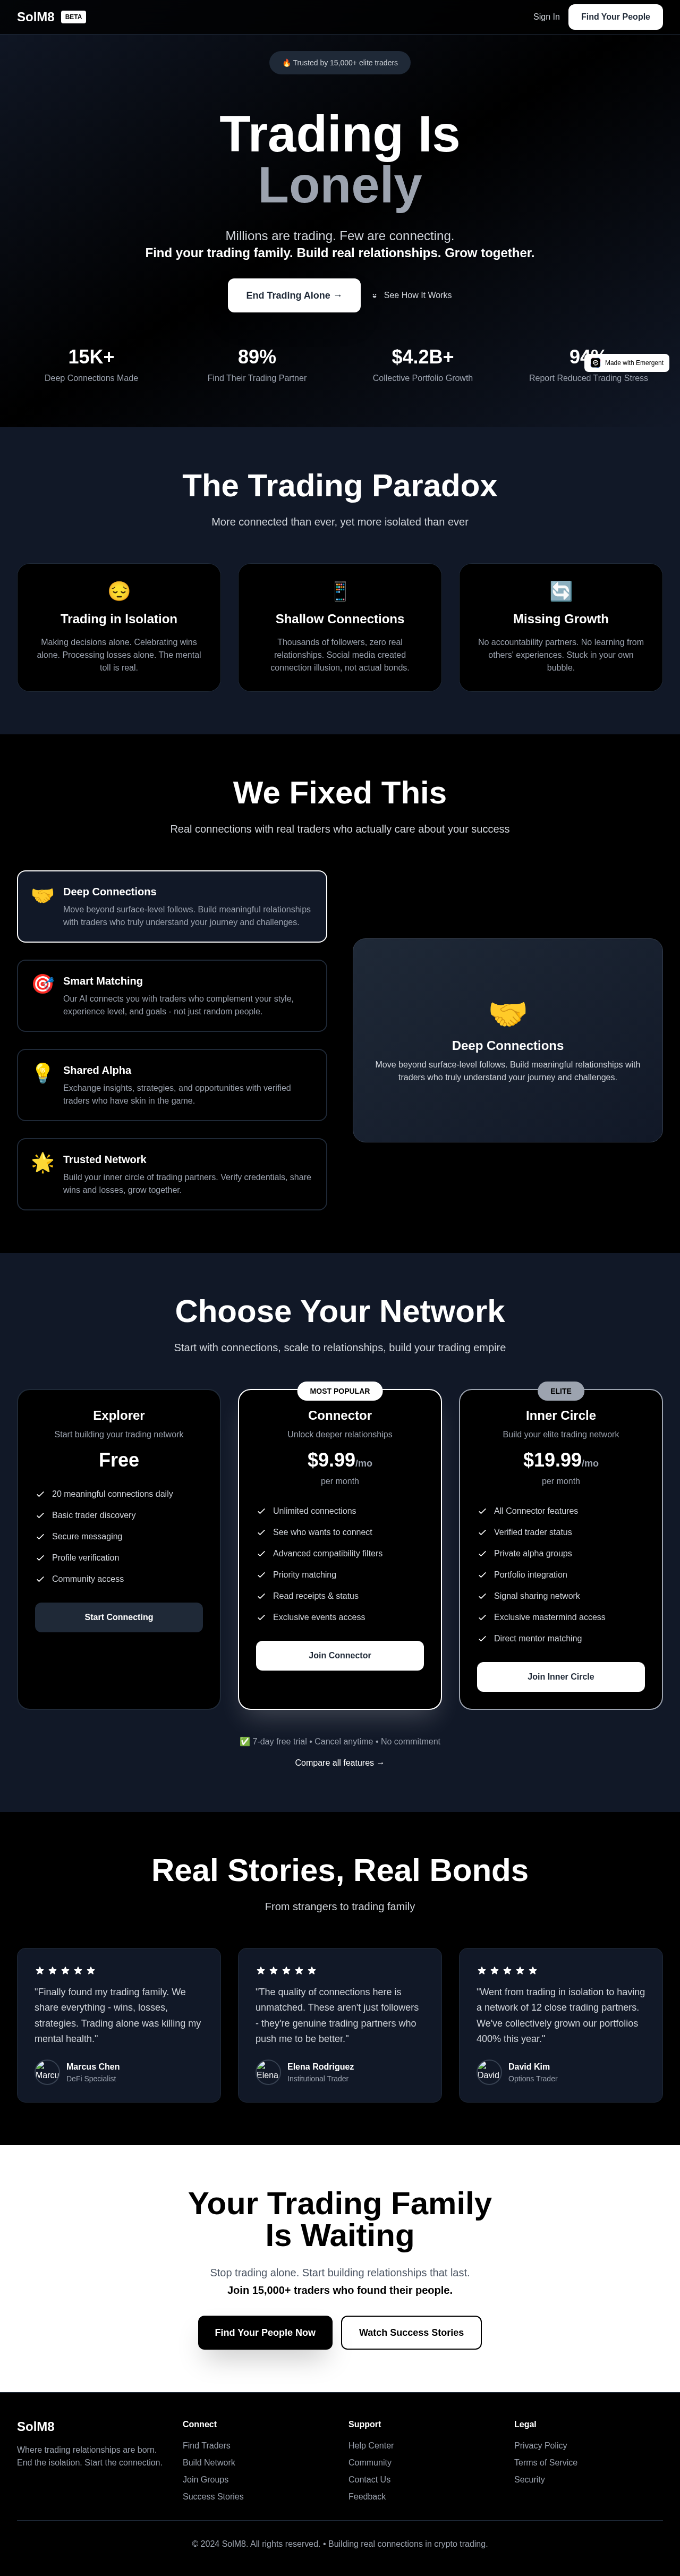 SolM8 BETA
Sign In
Find Your People
🔥 Trusted by 15,000+ elite traders
Trading Is
Lonely
Millions are trading. Few are connecting.
Find your trading family. Build real relationships. Grow together.
End Trading Alone →
See How It Works
15K+
Deep Connections Made
89%
Find Their Trading Partner
$4.2B+
Collective Portfolio Growth
Report Reduced Trading Stress
Made with Emergent
The Trading Paradox
More connected than ever, yet more isolated than ever
Trading in Isolation
Making decisions alone. Celebrating wins
alone. Processing losses alone. The mental
toll is real.
Shallow Connections
Thousands of followers, zero real
relationships. Social media created
connection illusion, not actual bonds.
Missing Growth
No accountability partners. No learning from
others' experiences. Stuck in your own
bubble.
We Fixed This
Real connections with real traders who actually care about your success
Deep Connections
Move beyond surface-level follows. Build meaningful relationships
with traders who truly understand your journey and challenges.
Smart Matching
Our AI connects you with traders who complement your style,
experience level, and goals - not just random people.
Shared Alpha
Exchange insights, strategies, and opportunities with verified
traders who have skin in the game.
Trusted Network
Build your inner circle of trading partners. Verify credentials, share
wins and losses, grow together.
Deep Connections
Move beyond surface-level follows. Build meaningful relationships with
traders who truly understand your journey and challenges.
Choose Your Network
Start with connections, scale to relationships, build your trading empire
Explorer
Start building your trading network
Free
20 meaningful connections daily
Basic trader discovery
Secure messaging
Profile verification
Community access
Start Connecting
MOST POPULAR
Connector
Unlock deeper relationships
$9.99/mo
per month
Unlimited connections
See who wants to connect
Advanced compatibility filters
Priority matching
Read receipts & status
Exclusive events access
Join Connector
ELITE
Inner Circle
Build your elite trading network
$19.99/mo
per month
All Connector features
Verified trader status
Private alpha groups
Portfolio integration
Signal sharing network
Exclusive mastermind access
Direct mentor matching
Join Inner Circle
✅ 7-day free trial • Cancel anytime • No commitment
Compare all features →
Real Stories, Real Bonds
From strangers to trading family
★★★★★
"Finally found my trading family. We
share everything - wins, losses,
strategies. Trading alone was killing my
mental health."
Marcu
Marcus Chen
DeFi Specialist
★★★★★
"The quality of connections here is
unmatched. These aren't just followers
- they're genuine trading partners who
push me to be better."
Elena
Elena Rodriguez
Institutional Trader
★★★★★
"Went from trading in isolation to having
a network of 12 close trading partners.
We've collectively grown our portfolios
400% this year."
David
David Kim
Options Trader
Your Trading Family
Is Waiting
Stop trading alone. Start building relationships that last.
Join 15,000+ traders who found their people.
Find Your People Now
Watch Success Stories
SolM8
Where trading relationships are born.
End the isolation. Start the connection.
Connect
Find Traders
Build Network
Join Groups
Success Stories
Support
Help Center
Community
Contact Us
Feedback
Legal
Privacy Policy
Terms of Service
Security
© 2024 SolM8. All rights reserved. • Building real connections in crypto trading.